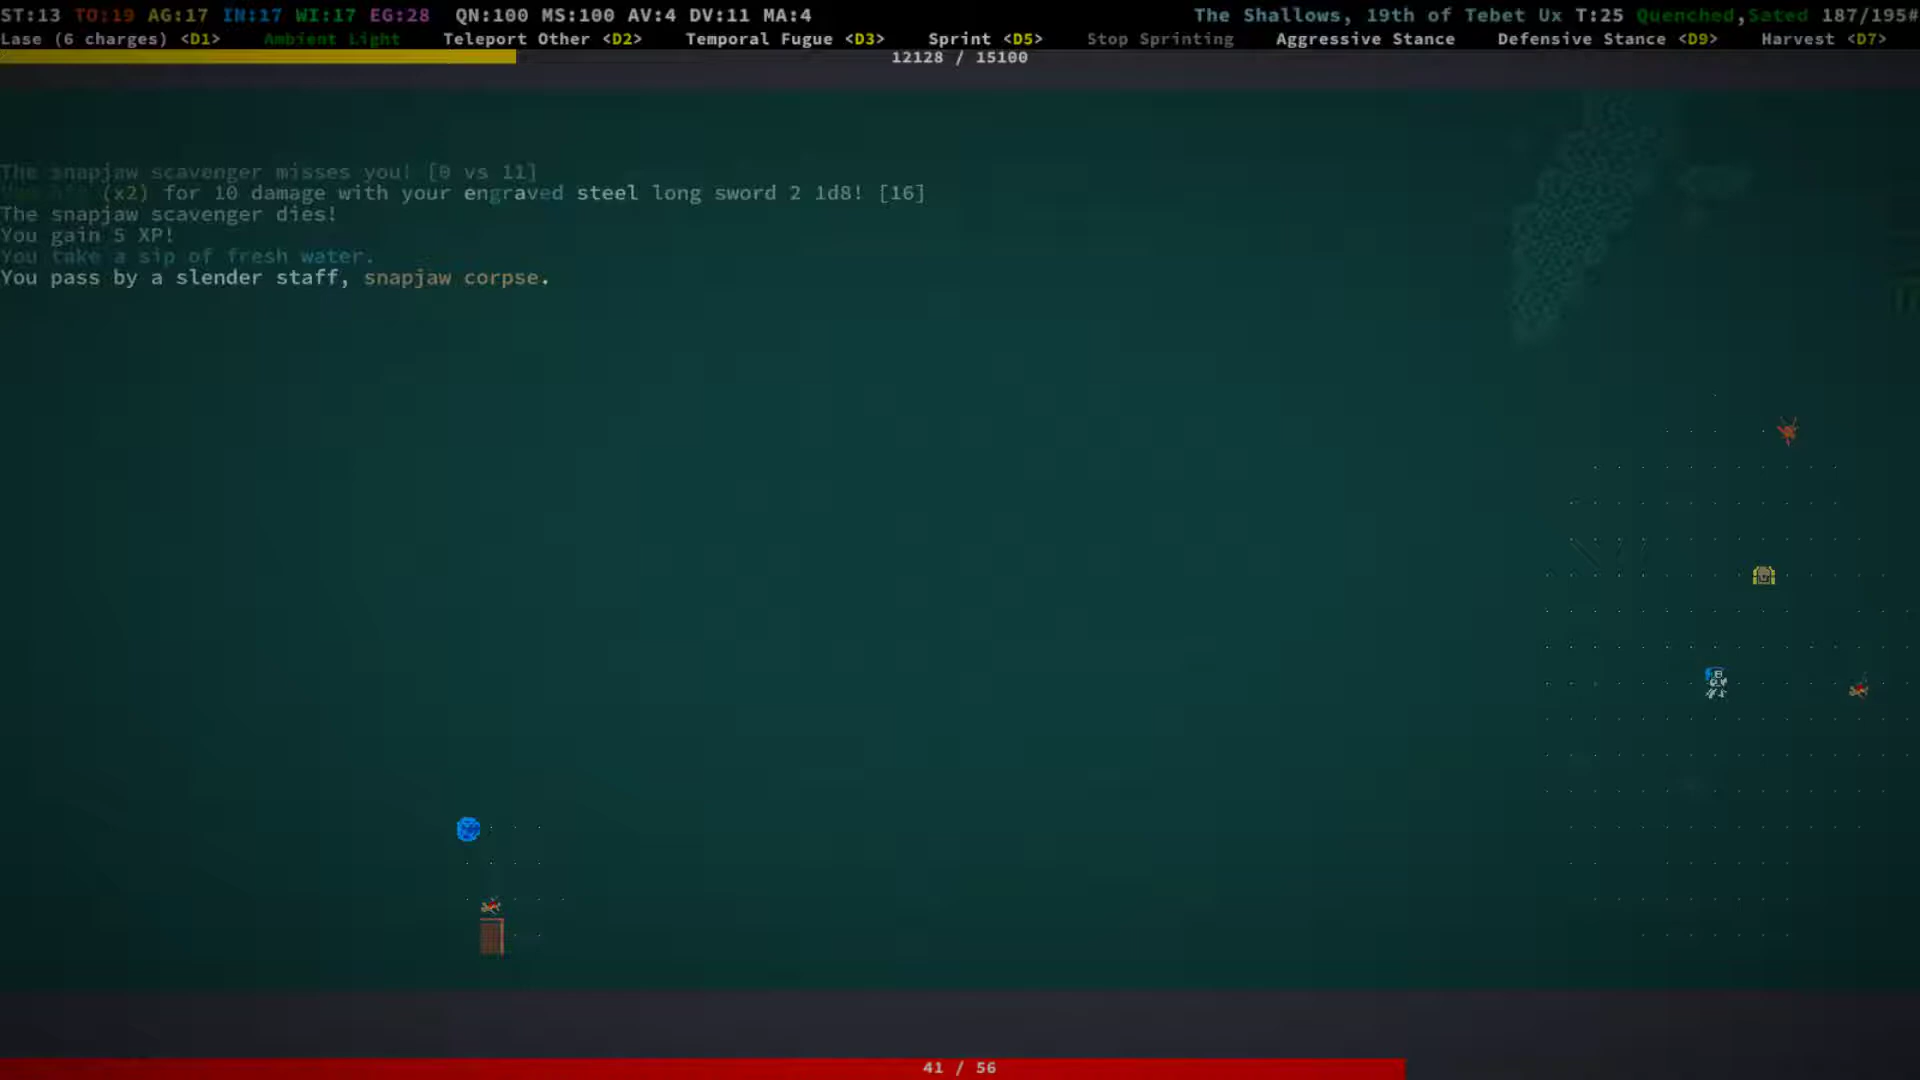 ST:13 TO:19 AG:17 IN:17 WI:17 EG:28 QN:100 MS:100 AV:4 DV:11 MA:4 The Shallows, 19th of Tebet Ux T:25 Quenched,Sated 187/195#
Lase (6 charges) <D1> Ambient Light Teleport Other <D2> Temporal Fugue <D3> Sprint <D5> Stop Sprinting Aggressive Stance Defensive Stance <D9> Harvest <D7>
12128 / 15100
The snapjaw scavenger misses you! [0 vs 11]
(x2) for 10 damage with your engraved steel long sword 2 1d8! [16]
The snapjaw scavenger dies!
You gain 5 XP!
You take a sip of fresh water.
You pass by a slender staff, snapjaw corpse.
41 / 56